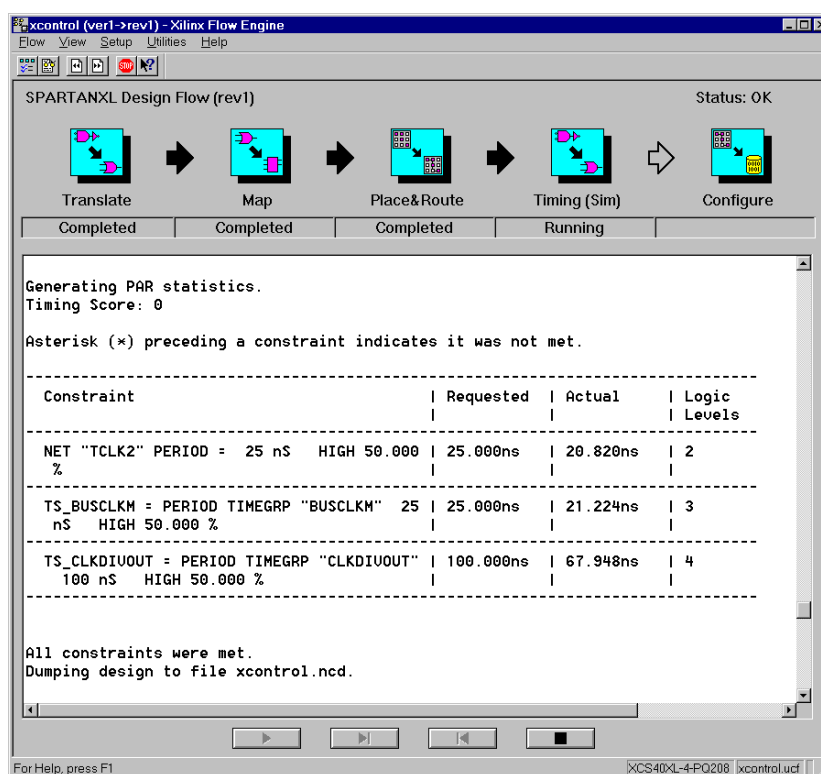 xcontrol (ver1->rev1) - Xilinx Flow Engine
Flow View Setup Utilities Help
STOP
SPARTANXL Design Flow (rev1) Status: OK
Translate Map Place&Route Timing (Sim) Configure
Completed Completed Completed Running
Generating PAR statistics.
Timing Score: 0
Asterisk (*) preceding a constraint indicates it was not met.
--------------------------------------------------------------------------------
Constraint | Requested | Actual | Logic
| | | Levels
--------------------------------------------------------------------------------
NET "TCLK2" PERIOD = 25 nS HIGH 50.000 | 25.000ns | 20.820ns | 2
% | | |
--------------------------------------------------------------------------------
TS_BUSCLKM = PERIOD TIMEGRP "BUSCLKM" 25 | 25.000ns | 21.224ns | 3
nS HIGH 50.000 % | | |
--------------------------------------------------------------------------------
TS_CLKDIVOUT = PERIOD TIMEGRP "CLKDIVOUT" | 100.000ns | 67.948ns | 4
100 nS HIGH 50.000 % | | |
--------------------------------------------------------------------------------
All constraints were met.
Dumping design to file xcontrol.ncd.
For Help, press F1 XCS40XL-4-PQ208 xcontrol.ucf